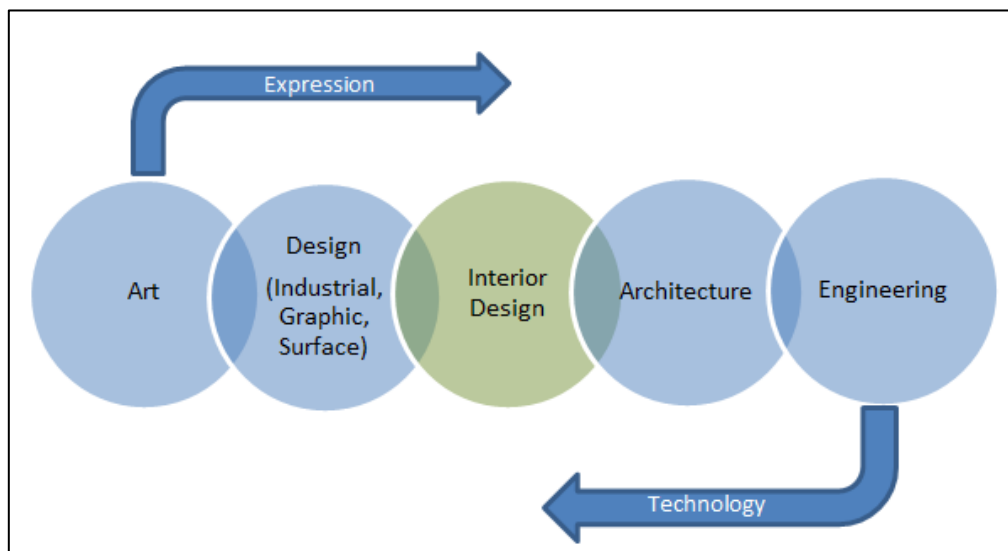 Expression
Art
Design
(Industrial,
Graphic,
Surface)
Interior
Design
Architecture
Engineering
Technology